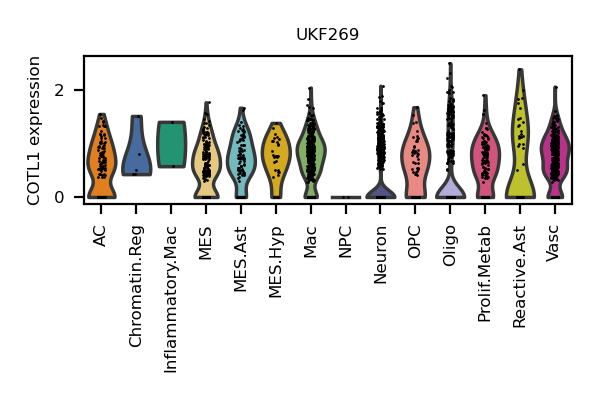 UKF269
COTL1 expression
2
0
AC
Chromatin.Reg
Inflammatory.Mac
MES
MES.Ast
MES.Hyp
Mac
NPC
Neuron
OPC
Oligo
Prolif.Metab
Reactive.Ast
Vasc